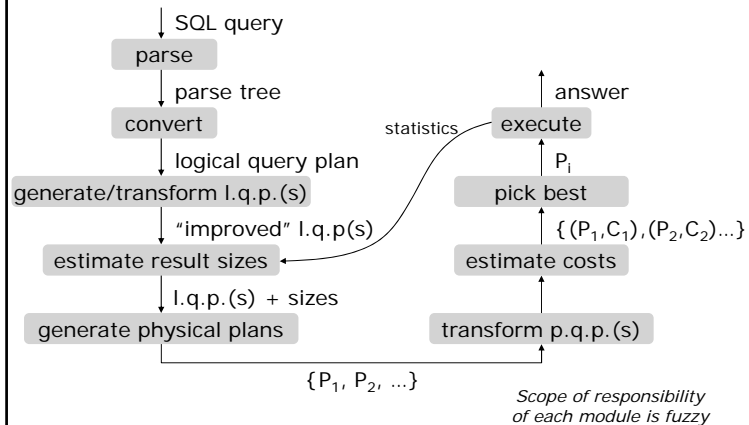 SQL query
parse
parse tree
convert
logical query plan
generate/transform l.q.p.(s)
“improved” l.q.p(s)
estimate result sizes
l.q.p.(s) + sizes
generate physical plans
{P1, P2, …}
transform p.q.p.(s)
estimate costs
{(P1,C1),(P2,C2)...}
pick best
Pi
execute
statistics
answer
Scope of responsibility
of each module is fuzzy